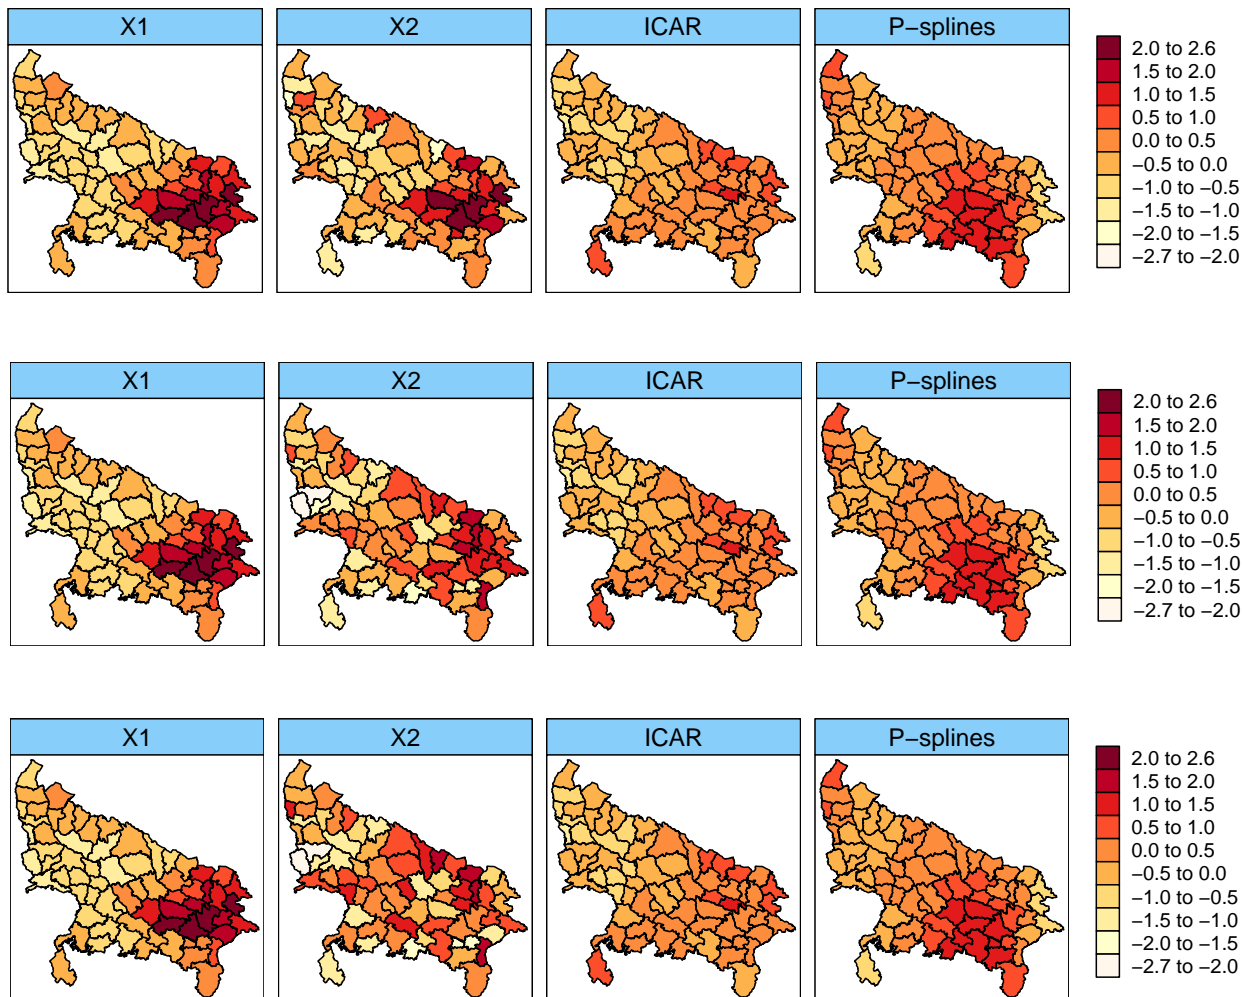 X1
X2
ICAR
P−splines
2.0 to 2.6
1.5 to 2.0
1.0 to 1.5
0.5 to 1.0
0.0 to 0.5
−0.5 to 0.0
−1.0 to −0.5
−1.5 to −1.0
−2.0 to −1.5
−2.7 to −2.0
X1
X2
ICAR
P−splines
2.0 to 2.6
1.5 to 2.0
1.0 to 1.5
0.5 to 1.0
0.0 to 0.5
−0.5 to 0.0
−1.0 to −0.5
−1.5 to −1.0
−2.0 to −1.5
−2.7 to −2.0
X1
X2
ICAR
P−splines
2.0 to 2.6
1.5 to 2.0
1.0 to 1.5
0.5 to 1.0
0.0 to 0.5
−0.5 to 0.0
−1.0 to −0.5
−1.5 to −1.0
−2.0 to −1.5
−2.7 to −2.0